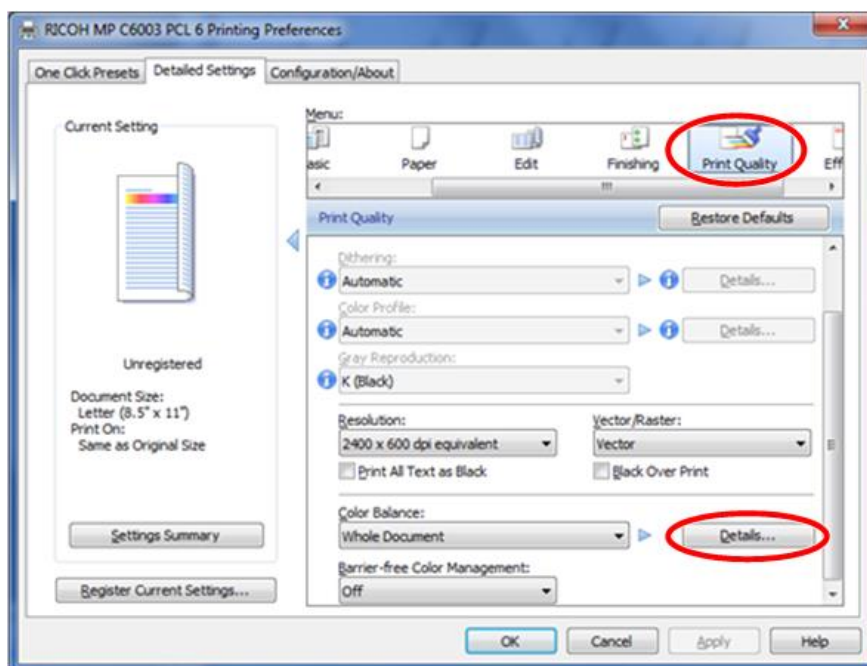 RICOH MP C6003 PCL 6 Printing Preferences
One Click Presets Detailed Settings Configuration/About
Current Setting
Unregistered
Document Size:
Letter (8.5" x 11")
Print On:
Same as Original Size
Settings Summary
Register Current Settings...
Menu:
asic Paper Edit Finishing Print Quality Eff
Print Quality Restore Defaults
Dithering:
Automatic Details...
Color Profile:
Automatic Details...
Gray Reproduction:
K (Black)
Resolution: Vector/Raster:
2400 x 600 dpi equivalent Vector
Print All Text as Black Black Over Print
Color Balance:
Whole Document Details...
Barrier-free Color Management:
Off
OK Cancel Apply Help